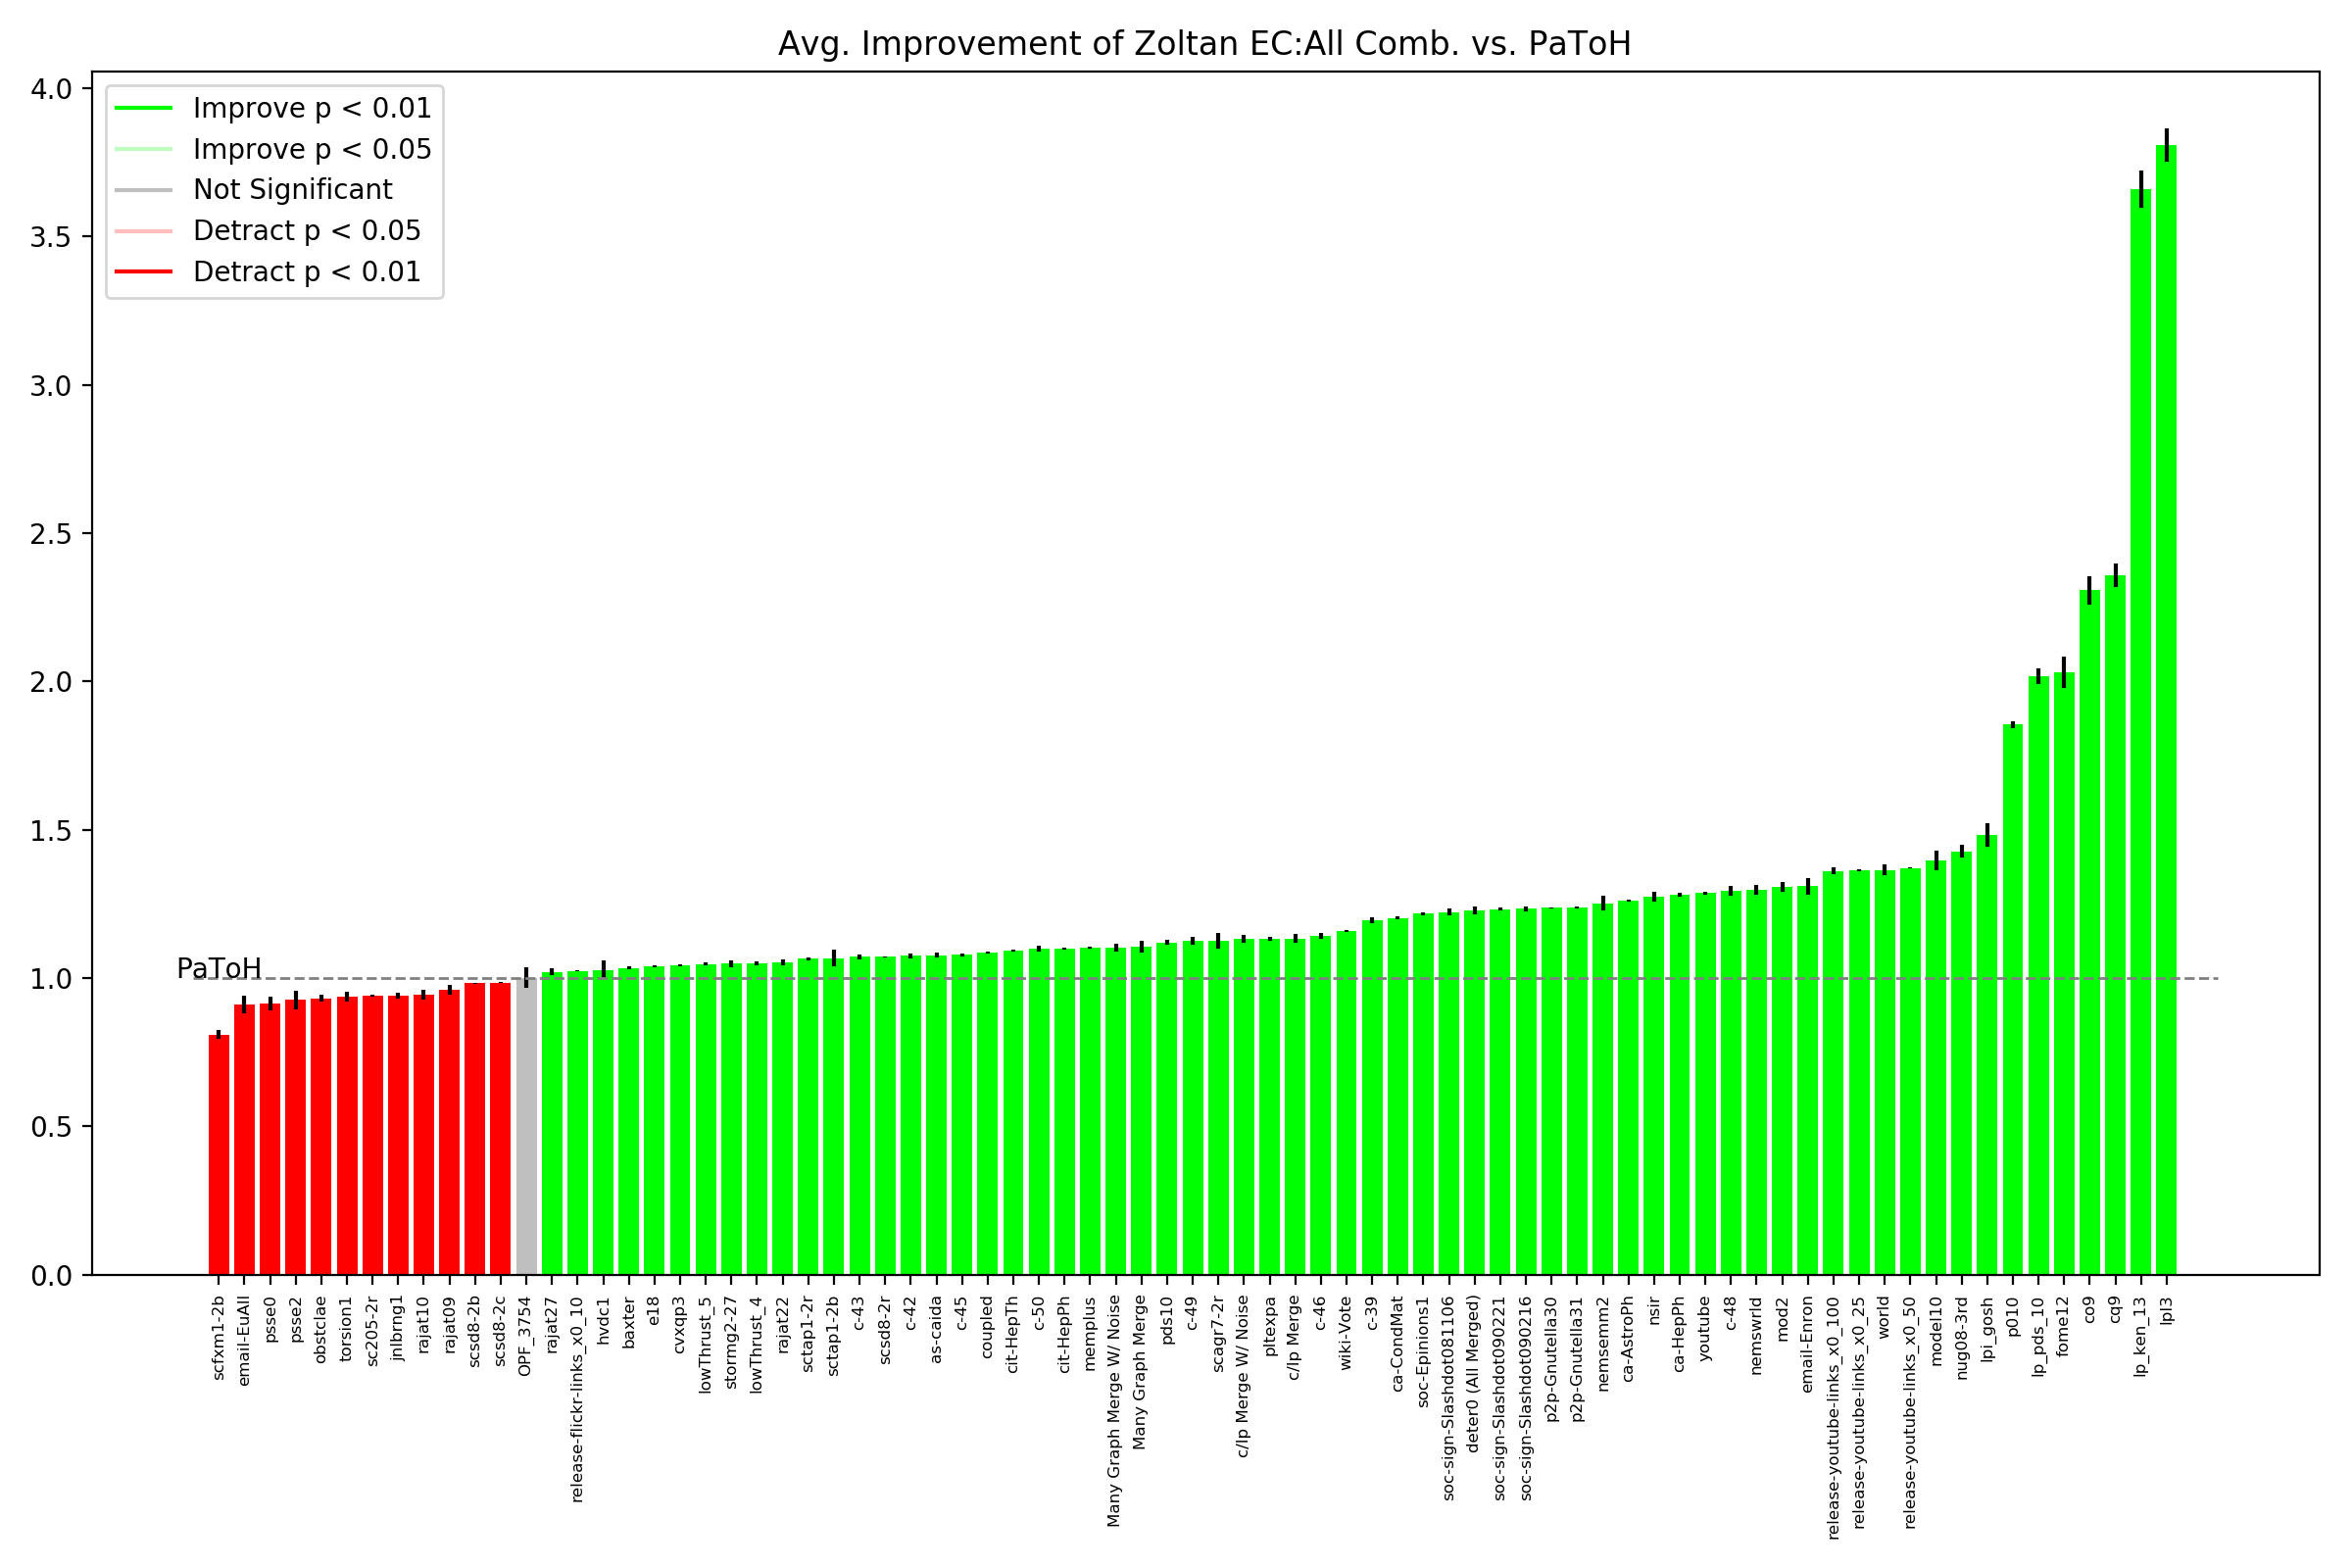 Avg. Improvement of Zoltan EC:All Comb. vs. PaToH
4.0
3.5
3.0
2.5
2.0
1.5
1.0
0.5
0.0
Improve p < 0.01
Improve p < 0.05
Not Significant
Detract p < 0.05
Detract p < 0.01
PaToH
scfxm1-2b
email-EuAll
psse0
psse2
obstclae
torsion1
sc205-2r
jnlbrng1
rajat10
rajat09
scsd8-2b
scsd8-2c
OPF_3754
rajat27
release-flickr-links_x0_10
hvdc1
baxter
e18
cvxqp3
lowThrust_5
stormg2-27
lowThrust_4
rajat22
sctap1-2r
sctap1-2b
c-43
scsd8-2r
c-42
as-caida
c-45
coupled
cit-HepTh
c-50
cit-HepPh
memplus
Many Graph Merge W/ Noise
Many Graph Merge
pds10
c-49
scagr7-2r
c/lp Merge W/ Noise
pltexpa
c/lp Merge
c-46
wiki-Vote
c-39
ca-CondMat
soc-Epinions1
soc-sign-Slashdot081106
deter0 (All Merged)
soc-sign-Slashdot090221
soc-sign-Slashdot090216
p2p-Gnutella30
p2p-Gnutella31
nemsemm2
ca-AstroPh
nsir
ca-HepPh
youtube
c-48
nemswrld
mod2
email-Enron
release-youtube-links_x0_100
release-youtube-links_x0_25
world
release-youtube-links_x0_50
model10
nug08-3rd
lpi_gosh
p010
lp_pds_10
fome12
co9
cq9
lp_ken_13
lpl3